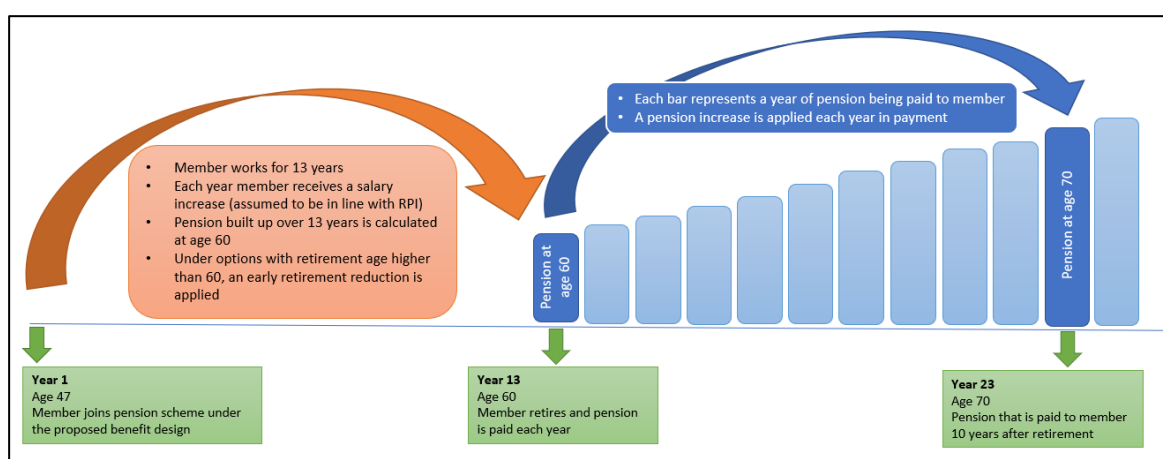 • Each bar represents a year of pension being paid to member
• A pension increase is applied each year in payment
• Member works for 13 years
• Each year member receives a salary
increase (assumed to be in line with RPI)
• Pension built up over 13 years is calculated
at age 60
• Under options with retirement age higher
than 60, an early retirement reduction is
applied
Pension at
age 60
Pension at age 70
Year 1
Age 47
Member joins pension scheme under
the proposed benefit design
Year 13
Age 60
Member retires and pension
is paid each year
Year 23
Age 70
Pension that is paid to member
10 years after retirement